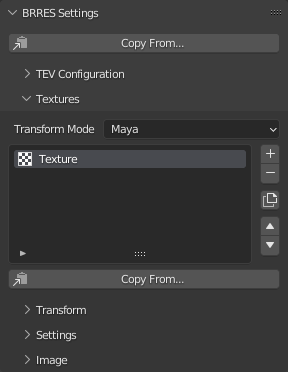 BRRES Settings
Copy From...
TEV Configuration
Textures
Transform Mode Maya
Texture
Copy From...
Transform
Settings
Image